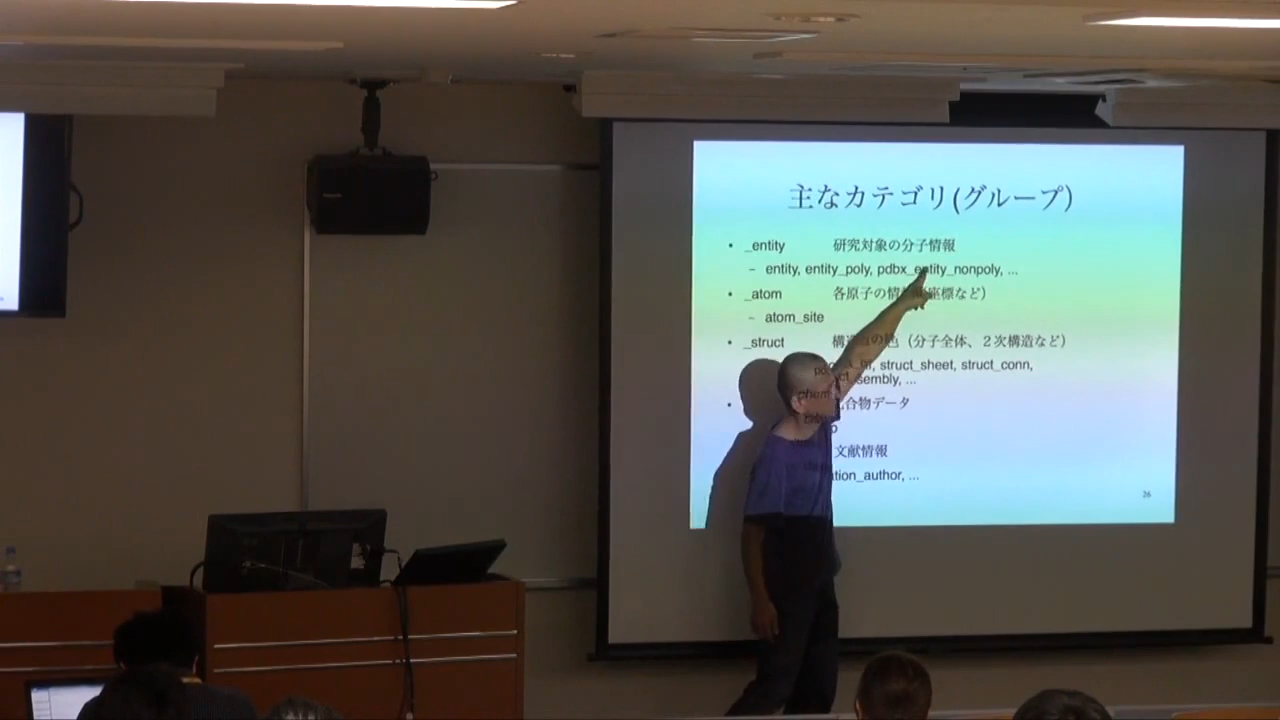 主なカテゴリ(グループ)
• _entity 研究対象の分子情報
– entity, entity_poly, pdbx_entity_nonpoly, ...
• _atom 各原子の情 座標など)
– atom_site
• _struct 構造 (分子全体、２次構造など)
struct_sheet, struct_conn,
sembly, ...
• 合物データ
文献情報
ation_author, ...
26